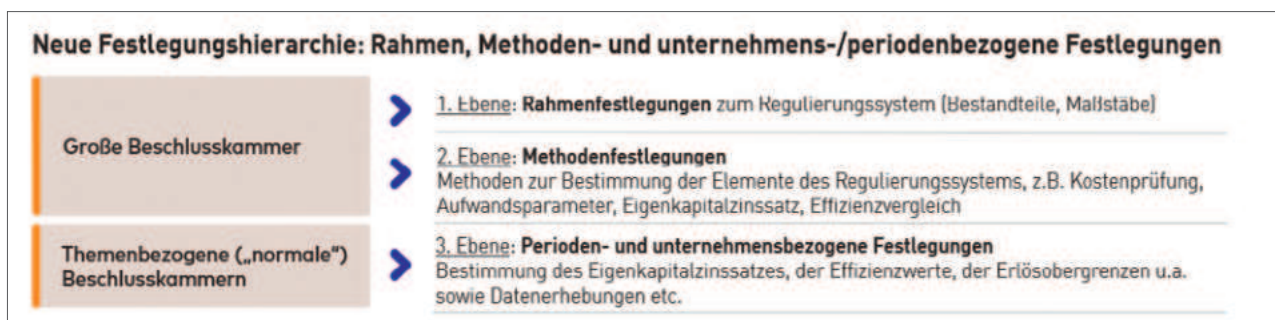 Neue Festlegungshierarchie: Rahmen, Methoden- und unternehmens-/periodenbezogene Festlegungen
Große Beschlusskammer
1. Ebene: Rahmenfestlegungen zum Regulierungssystem (Bestandteile, Maßstäbe)
2. Ebene: Methodenfestlegungen
Methoden zur Bestimmung der Elemente des Regulierungssystems, z.B. Kostenprüfung,
Aufwandsparameter, Eigenkapitalzinssatz, Effizienzvergleich
Themenbezogene („normale“)
Beschlusskammern
3. Ebene: Perioden- und unternehmensbezogene Festlegungen
Bestimmung des Eigenkapitalzinssatzes, der Effizienzwerte, der Erlösobergrenzen u.a.
sowie Datenerhebungen etc.